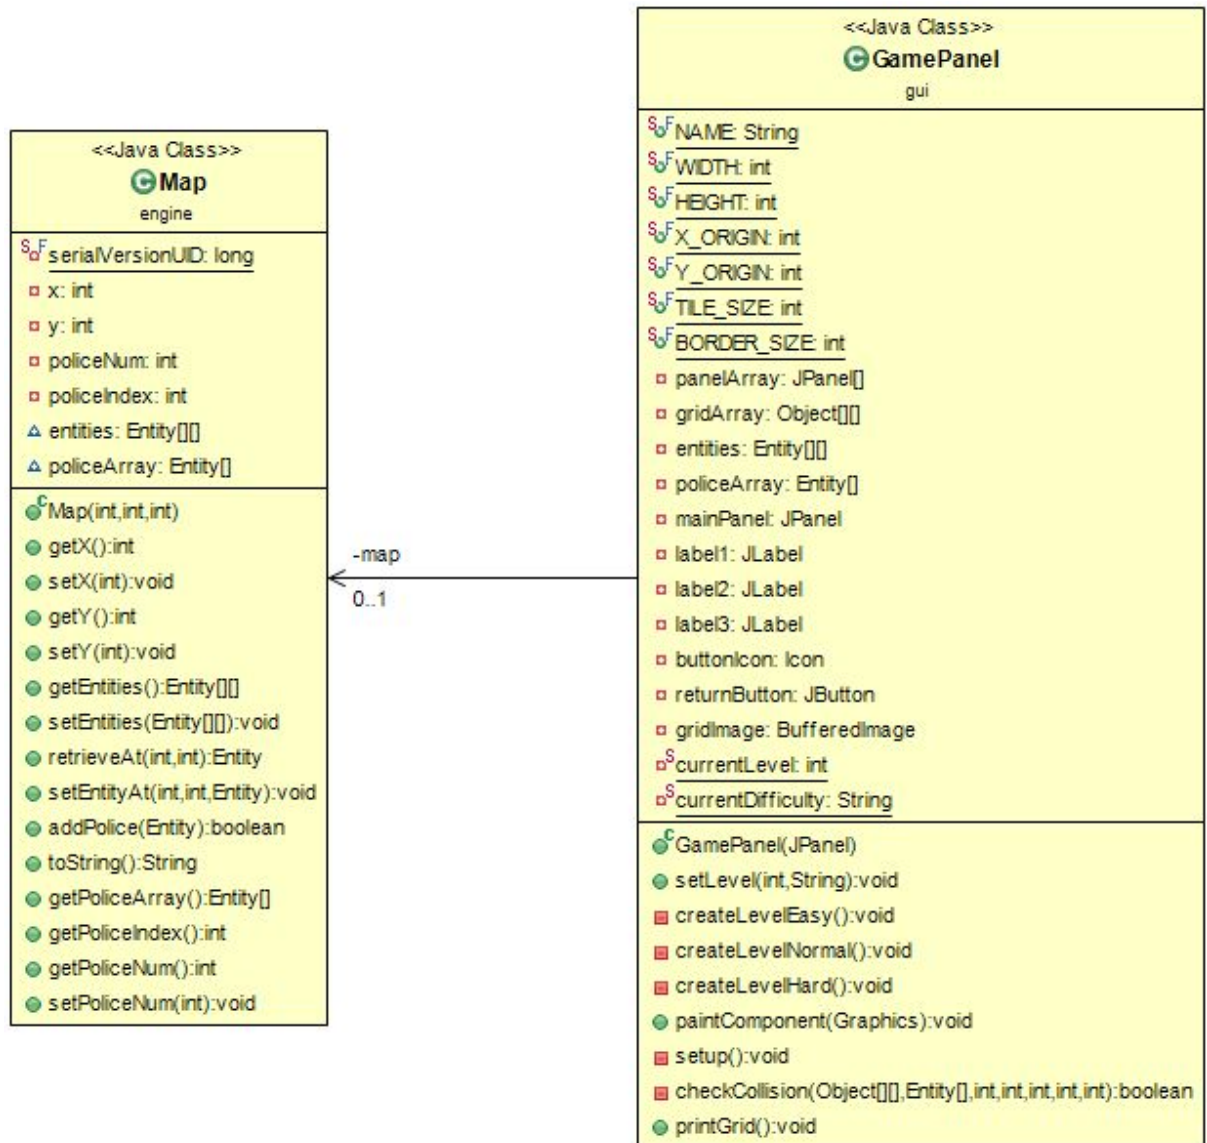 <<Java Class>>
Map
engine
serialVersionUID: long
x: int
y: int
policeNum: int
policeIndex: int
entities: Entity[][]
policeArray: Entity[]
Map(int,int,int)
getX():int
setX(int):void
getY():int
setY(int):void
getEntities():Entity[][]
setEntities(Entity[][]):void
retrieveAt(int,int):Entity
setEntityAt(int,int,Entity):void
addPolice(Entity):boolean
toString():String
getPoliceArray():Entity[]
getPoliceIndex():int
getPoliceNum():int
setPoliceNum(int):void
-map
0..1
<<Java Class>>
GamePanel
gui
NAME: String
WIDTH: int
HEIGHT: int
X_ORIGIN: int
Y_ORIGIN: int
TILE_SIZE: int
BORDER_SIZE: int
panelArray: JPanel[]
gridArray: Object[][]
entities: Entity[][]
policeArray: Entity[]
mainPanel: JPanel
label1: JLabel
label2: JLabel
label3: JLabel
buttonIcon: Icon
returnButton: JButton
gridImage: BufferedImage
currentLevel: int
currentDifficulty: String
GamePanel(JPanel)
setLevel(int,String):void
createLevelEasy():void
createLevelNormal():void
createLevelHard():void
paintComponent(Graphics):void
setup():void
checkCollision(Object[][],Entity[],int,int,int,int,int):boolean
printGrid():void